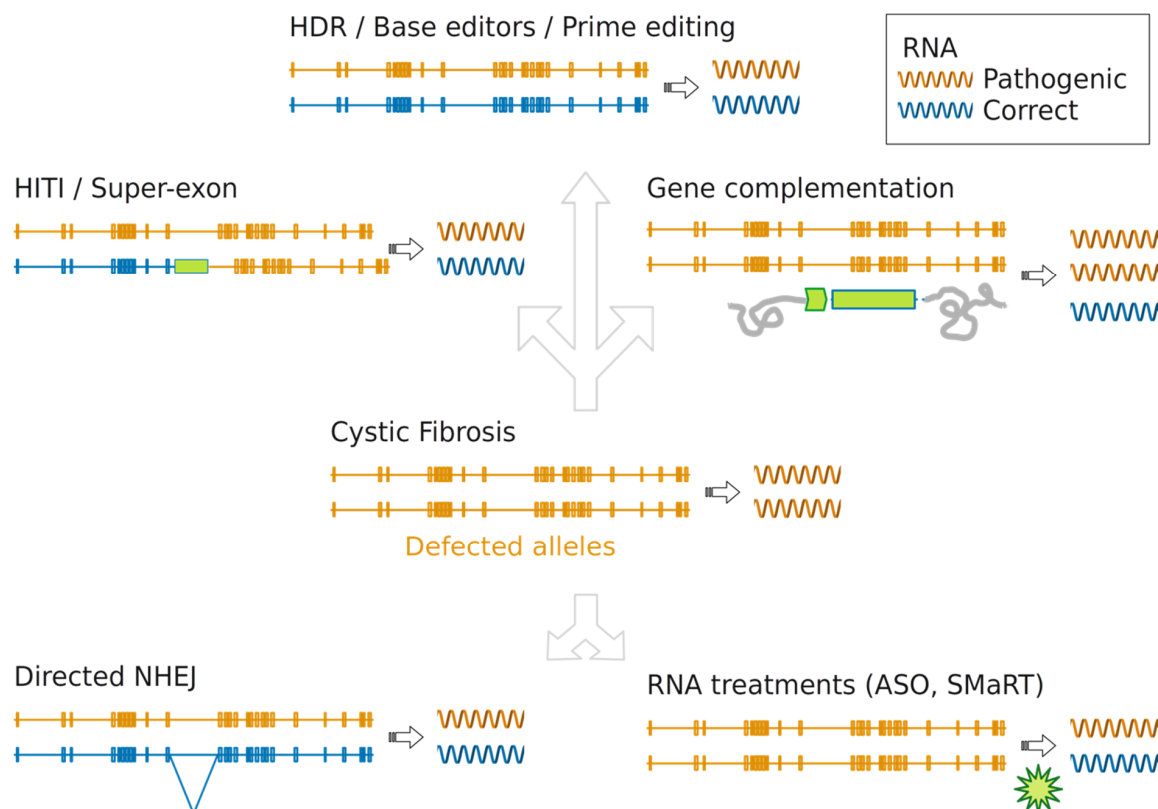 HDR / Base editors / Prime editing
RNA
Pathogenic
Correct
HITI / Super-exon
Gene complementation
Cystic Fibrosis
Defected alleles
Directed NHEJ
RNA treatments (ASO, SMaRT)